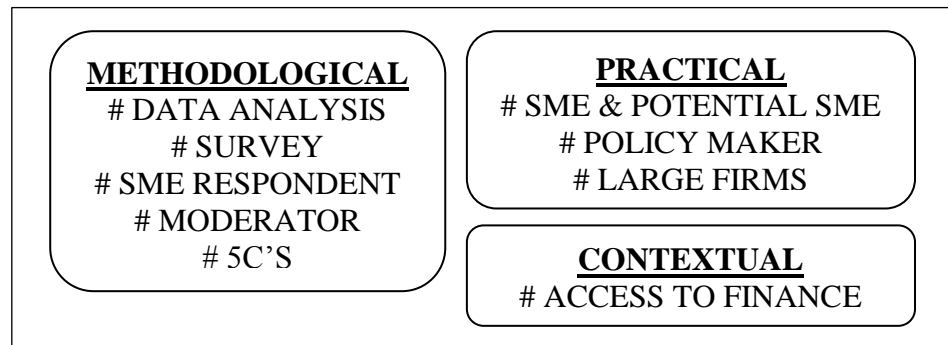 METHODOLOGICAL
# DATA ANALYSIS
# SURVEY
# SME RESPONDENT
# MODERATOR
# 5C’S
PRACTICAL
# SME & POTENTIAL SME
# POLICY MAKER
# LARGE FIRMS
CONTEXTUAL
# ACCESS TO FINANCE